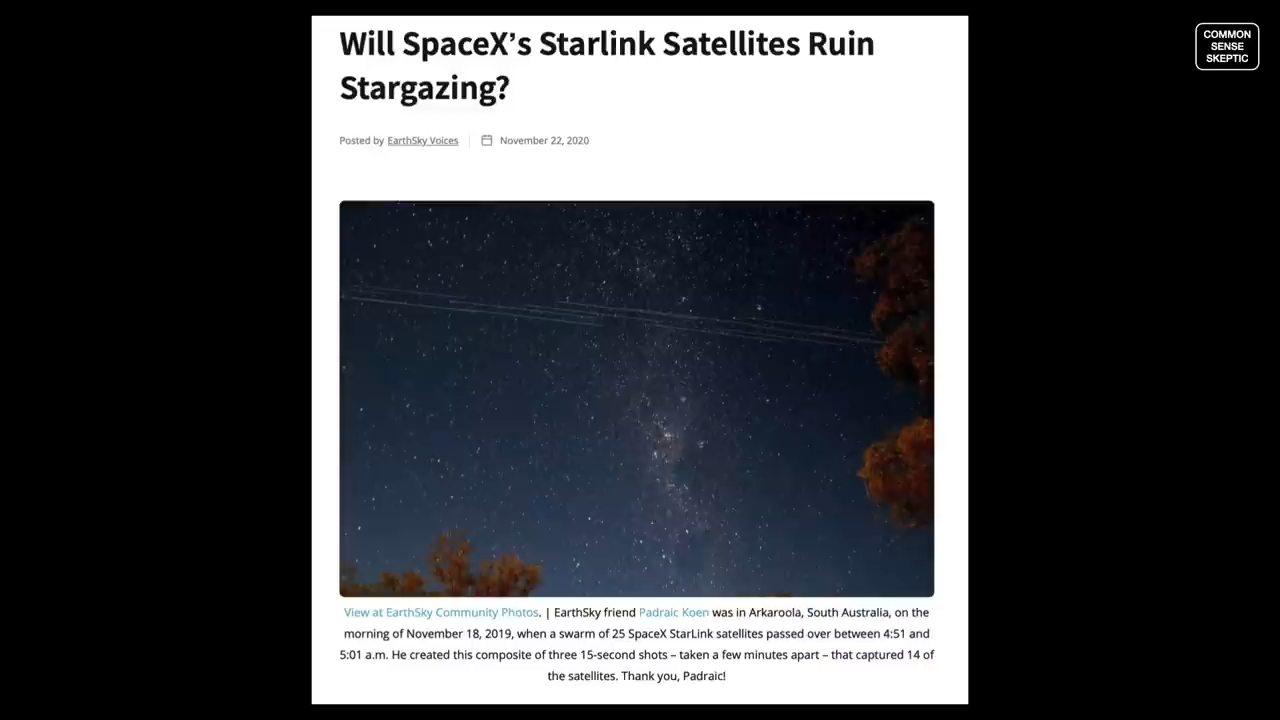 Will SpaceX’s Starlink Satellites Ruin
Stargazing?
Posted by EarthSky Voices
November 22, 2020
COMMON
SENSE
SKEPTIC
View at EarthSky Community Photos. | EarthSky friend Padraic Koen was in Arkaroola, South Australia, on the
morning of November 18, 2019, when a swarm of 25 SpaceX StarLink satellites passed over between 4:51 and
5:01 a.m. He created this composite of three 15-second shots – taken a few minutes apart – that captured 14 of
the satellites. Thank you, Padraic!